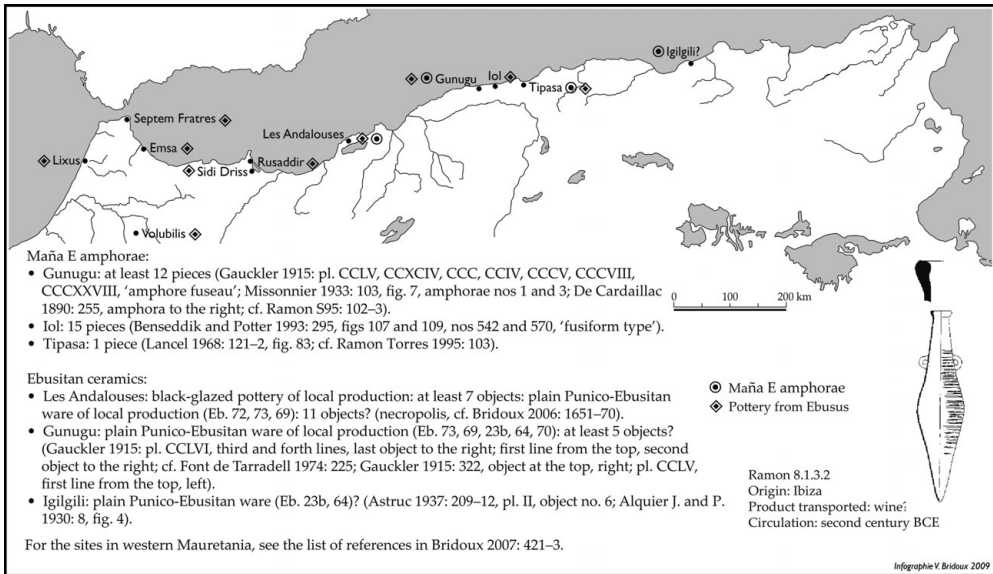 Igilgili?
Gunugu
Iol
Tipasa
Septem Fratres
Les Andalouses
Emsa
Lixus
Rusaddir
Sidi Driss
Volubilis
Maña E amphorae:
• Gunugu: at least 12 pieces (Gauckler 1915: pl. CCLV, CCXCIV, CCC, CCIV, CCCV, CCCVIII,
CCCXXVIII, ‘amphore fuseau’; Missonnier 1933: 103, fig. 7, amphorae nos 1 and 3; De Cardaillac
1890: 255, amphora to the right; cf. Ramon S95: 102–3).
• Iol: 15 pieces (Benseddik and Potter 1993: 295, figs 107 and 109, nos 542 and 570, ‘fusiform type’).
• Tipasa: 1 piece (Lancel 1968: 121–2, fig. 83; cf. Ramon Torres 1995: 103).
0 100 200 km
Ebusitan ceramics:
• Les Andalouses: black-glazed pottery of local production: at least 7 objects: plain Punico-Ebusitan
ware of local production (Eb. 72, 73, 69): 11 objects? (necropolis, cf. Bridoux 2006: 1651–70).
• Gunugu: plain Punico-Ebusitan ware of local production (Eb. 73, 69, 23b, 64, 70): at least 5 objects?
(Gauckler 1915: pl. CCLVI, third and forth lines, last object to the right; first line from the top, second
object to the right; cf. Font de Tarradell 1974: 225; Gauckler 1915: 322, object at the top, right; pl. CCLV,
first line from the top, left).
• Igilgili: plain Punico-Ebusitan ware (Eb. 23b, 64)? (Astruc 1937: 209–12, pl. II, object no. 6; Alquier J. and P.
1930: 8, fig. 4).
For the sites in western Mauretania, see the list of references in Bridoux 2007: 421–3.
Maña E amphorae
Pottery from Ebusus
Ramon 8.1.3.2
Origin: Ibiza
Product transported: wine?
Circulation: second century BCE
Infographie V. Bridoux 2009